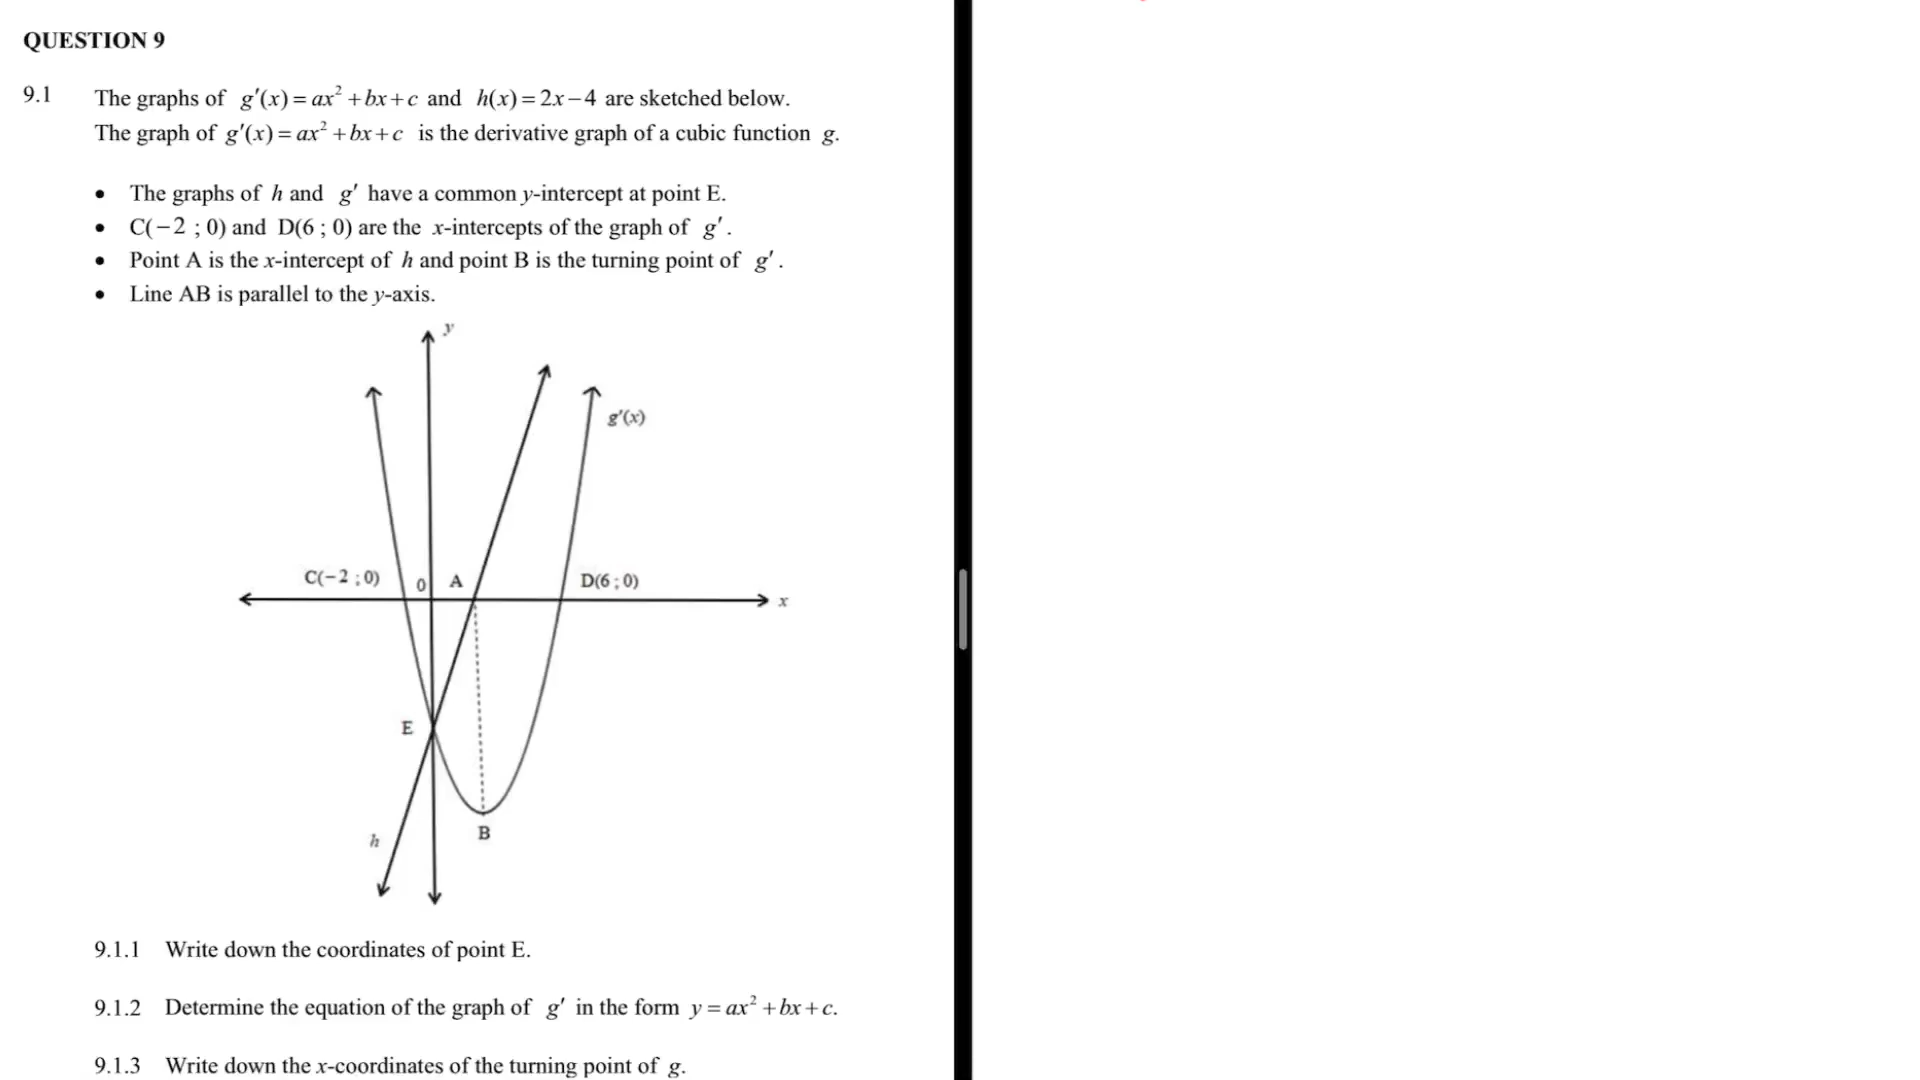 QUESTION 9
9.1 The graphs of g′(x) = ax² + bx + c and h(x) = 2x − 4 are sketched below.
The graph of g′(x) = ax² + bx + c is the derivative graph of a cubic function g.
• The graphs of h and g′ have a common y-intercept at point E.
• C(−2 ; 0) and D(6 ; 0) are the x-intercepts of the graph of g′.
• Point A is the x-intercept of h and point B is the turning point of g′.
• Line AB is parallel to the y-axis.
y
g′(x)
C(−2 ; 0) 0 A D(6 ; 0)
x
E
B
h
9.1.1 Write down the coordinates of point E.
9.1.2 Determine the equation of the graph of g′ in the form y = ax² + bx + c.
9.1.3 Write down the x-coordinates of the turning point of g.